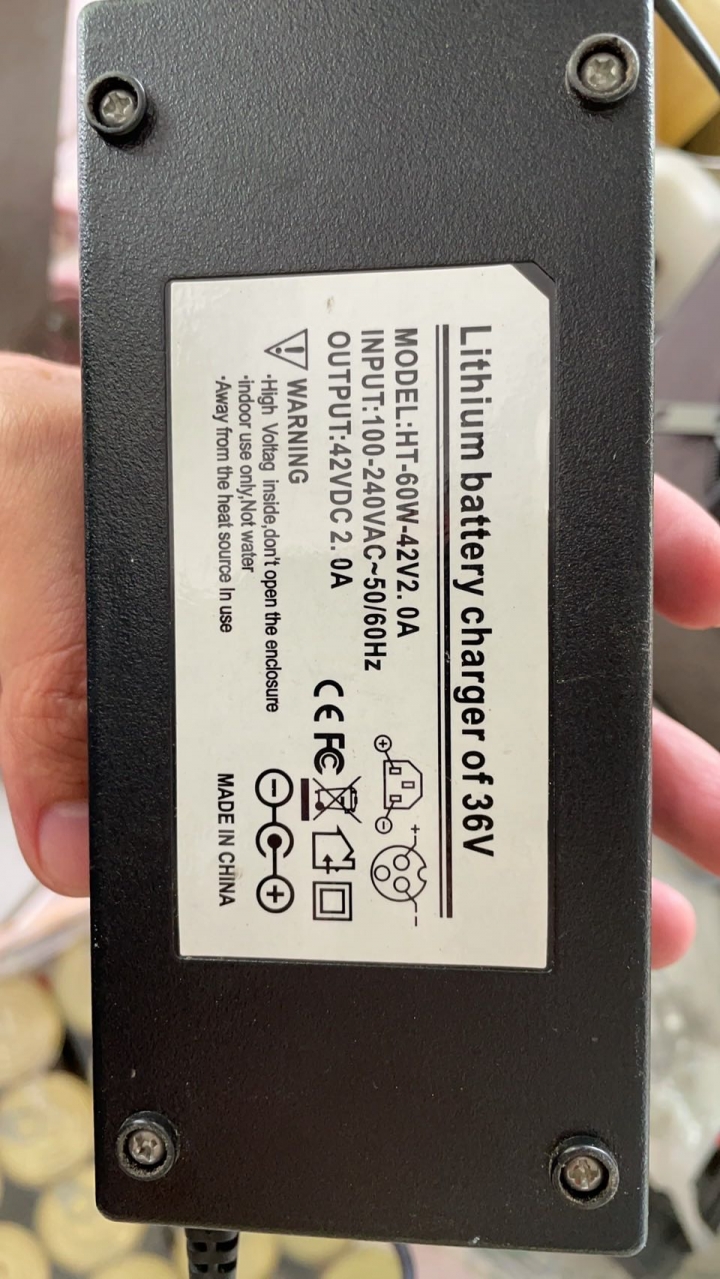 Lithium battery charger of 36V
MODEL:HT-60W-42V2.0A
INPUT:100-240VAC~50/60Hz
OUTPUT:42VDC 2.0A
WARNING
·High Voltag inside,don't open the enclosure
·indoor use only,Not water
·Away from the heat source In use
CE FC
MADE IN CHINA